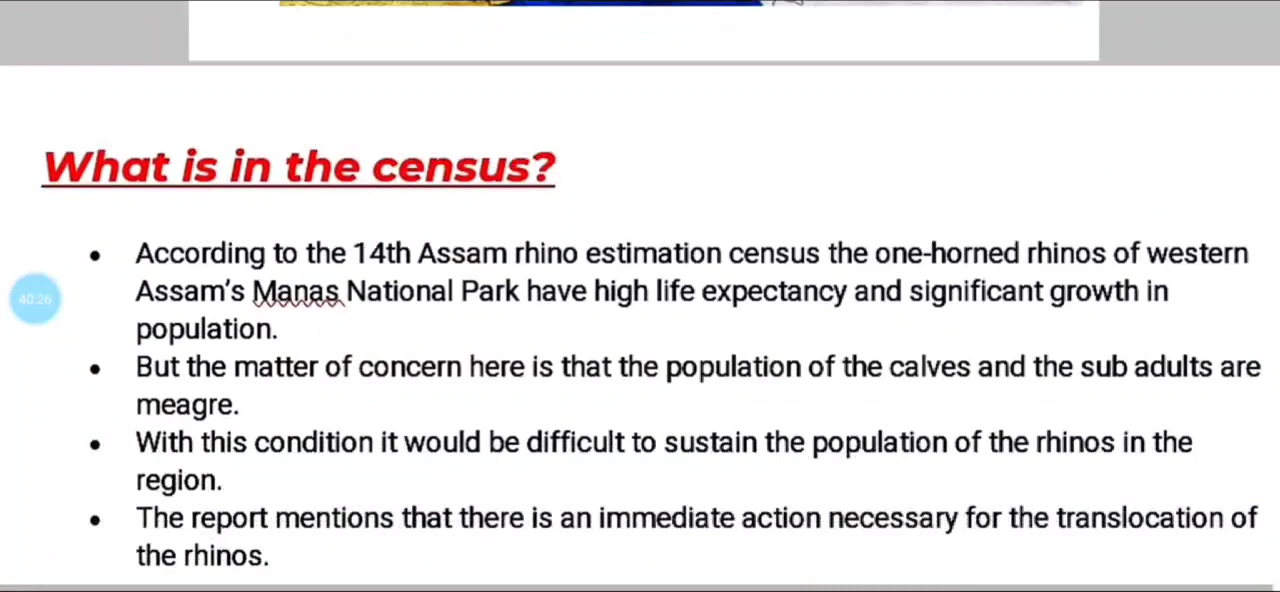 What is in the census?
• According to the 14th Assam rhino estimation census the one-horned rhinos of western
Assam's Manas National Park have high life expectancy and significant growth in
population.
• But the matter of concern here is that the population of the calves and the sub adults are
meagre.
• With this condition it would be difficult to sustain the population of the rhinos in the
region.
• The report mentions that there is an immediate action necessary for the translocation of
the rhinos.
40:26